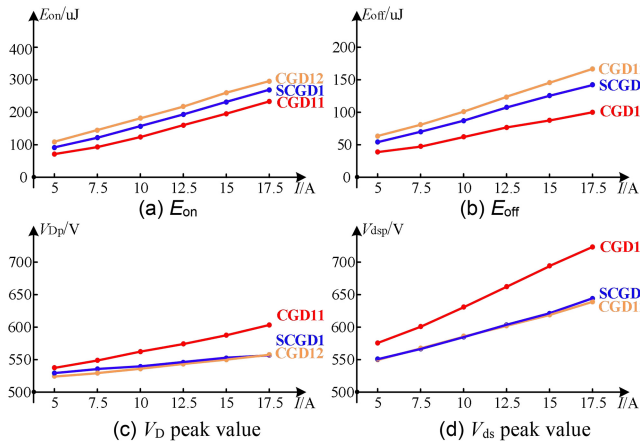 Eon/uJ
400
300
200
100
0
CGD12
SCGD1
CGD11
5 7.5 10 12.5 15 17.5 I/A
(a) Eon
Eoff/uJ
200
150
100
50
0
CGD1
SCGD
CGD1
5 7.5 10 12.5 15 17.5 I/A
(b) Eoff
VDp/V
700
650
600
550
500
CGD11
SCGD1
CGD12
5 7.5 10 12.5 15 17.5 I/A
(c) VD peak value
Vdsp/V
700
650
600
550
500
CGD1
SCGD
CGD1
5 7.5 10 12.5 15 17.5 I/A
(d) Vds peak value